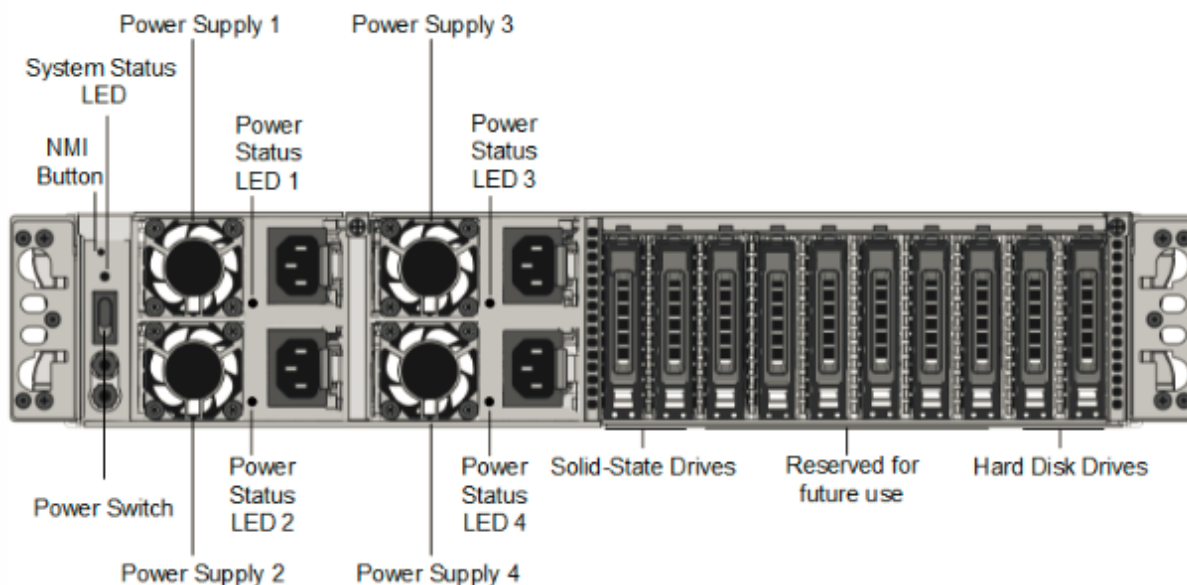 Power Supply 1
Power Supply 3
System Status
LED
Power
Status
LED 1
Power
Status
LED 3
NMI
Button
Solid-State Drives
Reserved for
future use
Hard Disk Drives
Power
Status
LED 2
Power
Status
LED 4
Power Switch
Power Supply 2
Power Supply 4